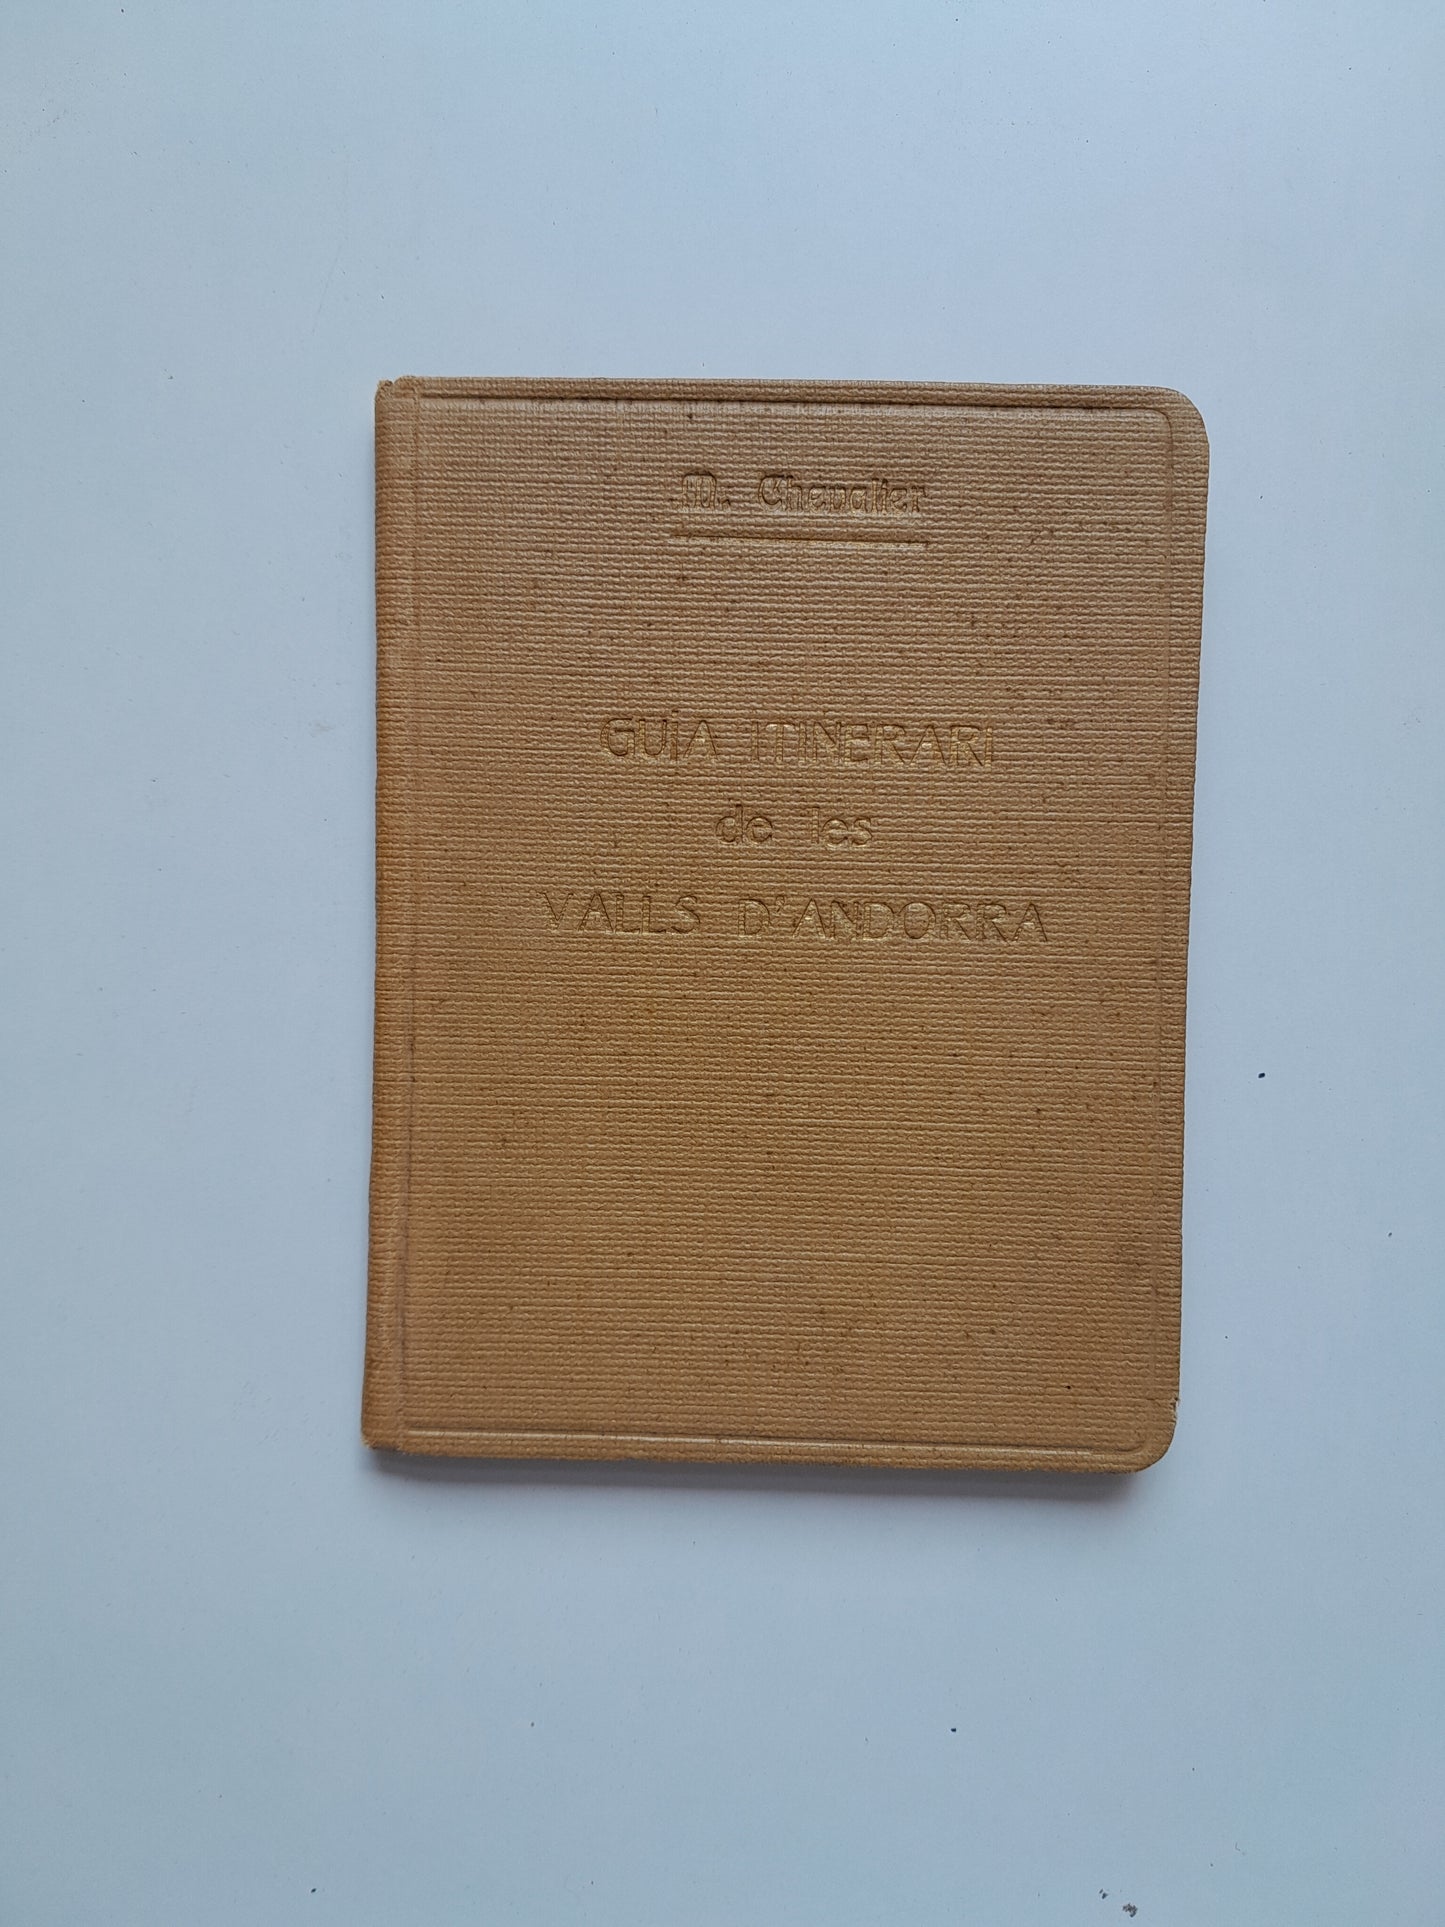 M. Chevalier
GUIA ITINERARI
de les
VALLS D'ANDORRA